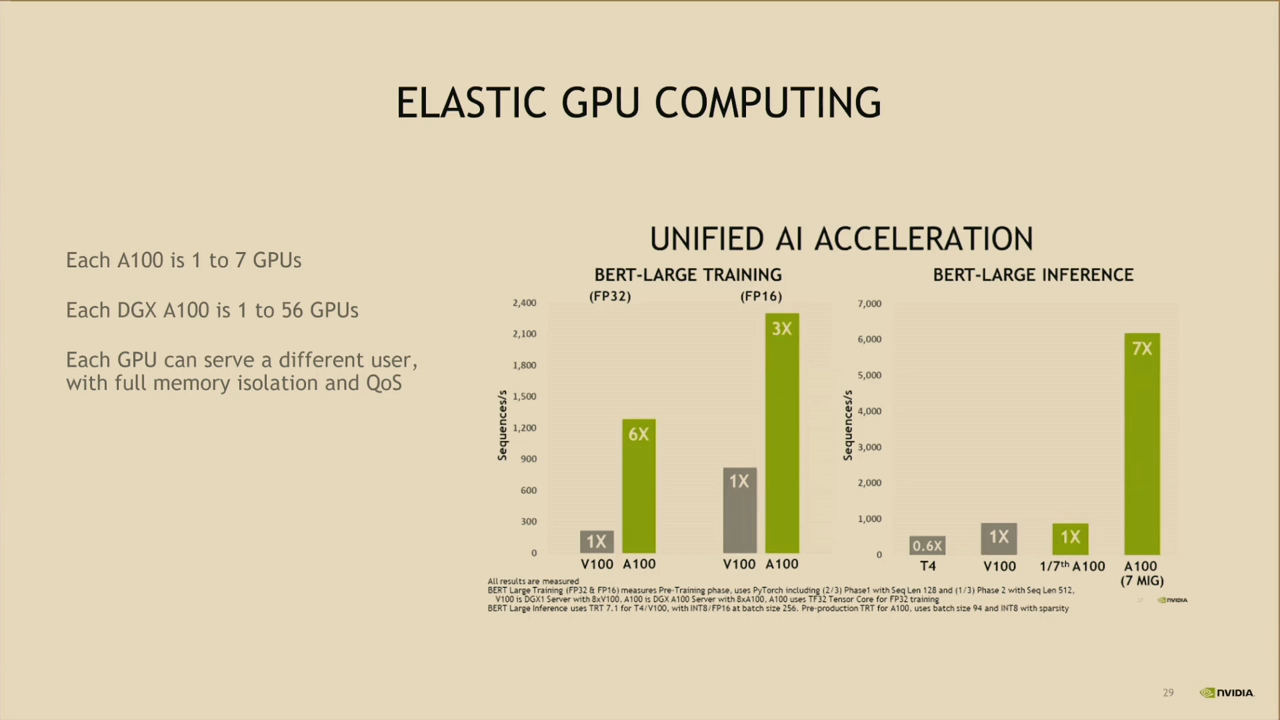 ELASTIC GPU COMPUTING
Each A100 is 1 to 7 GPUs
Each DGX A100 is 1 to 56 GPUs
Each GPU can serve a different user,
with full memory isolation and QoS
UNIFIED AI ACCELERATION
BERT-LARGE TRAINING
(FP32)
(FP16)
Sequences/s
2,400
2,100
1,800
1,500
1,200
900
600
300
0
1X
6X
1X
3X
V100
A100
V100
A100
BERT-LARGE INFERENCE
Sequences/s
7,000
6,000
5,000
4,000
3,000
2,000
1,000
0
0.6X
1X
1X
7X
T4
V100
1/7th A100
A100
(7 MIG)
All results are measured
BERT Large Training (FP32 & FP16) measures Pre-Training phase, uses PyTorch including (2/3) Phase1 with Seq Len 128 and (1/3) Phase 2 with Seq Len 512,
V100 is DGX1 Server with 8xV100, A100 is DGX A100 Server with 8xA100, A100 uses TF32 Tensor Core for FP32 training
BERT Large Inference uses TRT 7.1 for T4/V100, with INT8/FP16 at batch size 256. Pre-production TRT for A100, uses batch size 94 and INT8 with sparsity
NVIDIA
29
NVIDIA